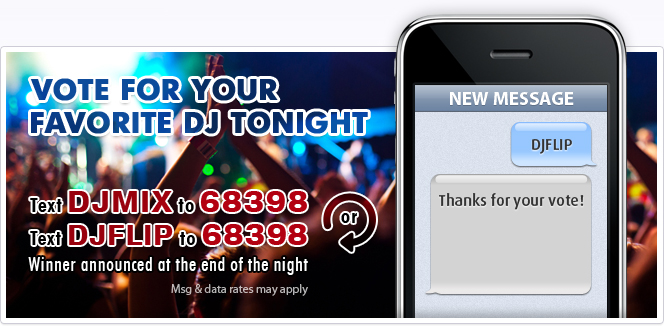 VOTE FOR YOUR
FAVORITE DJ TONIGHT
Text DJMIX to 68398
or
Text DJFLIP to 68398
Winner announced at the end of the night
Msg & data rates may apply
NEW MESSAGE
DJFLIP
Thanks for your vote!